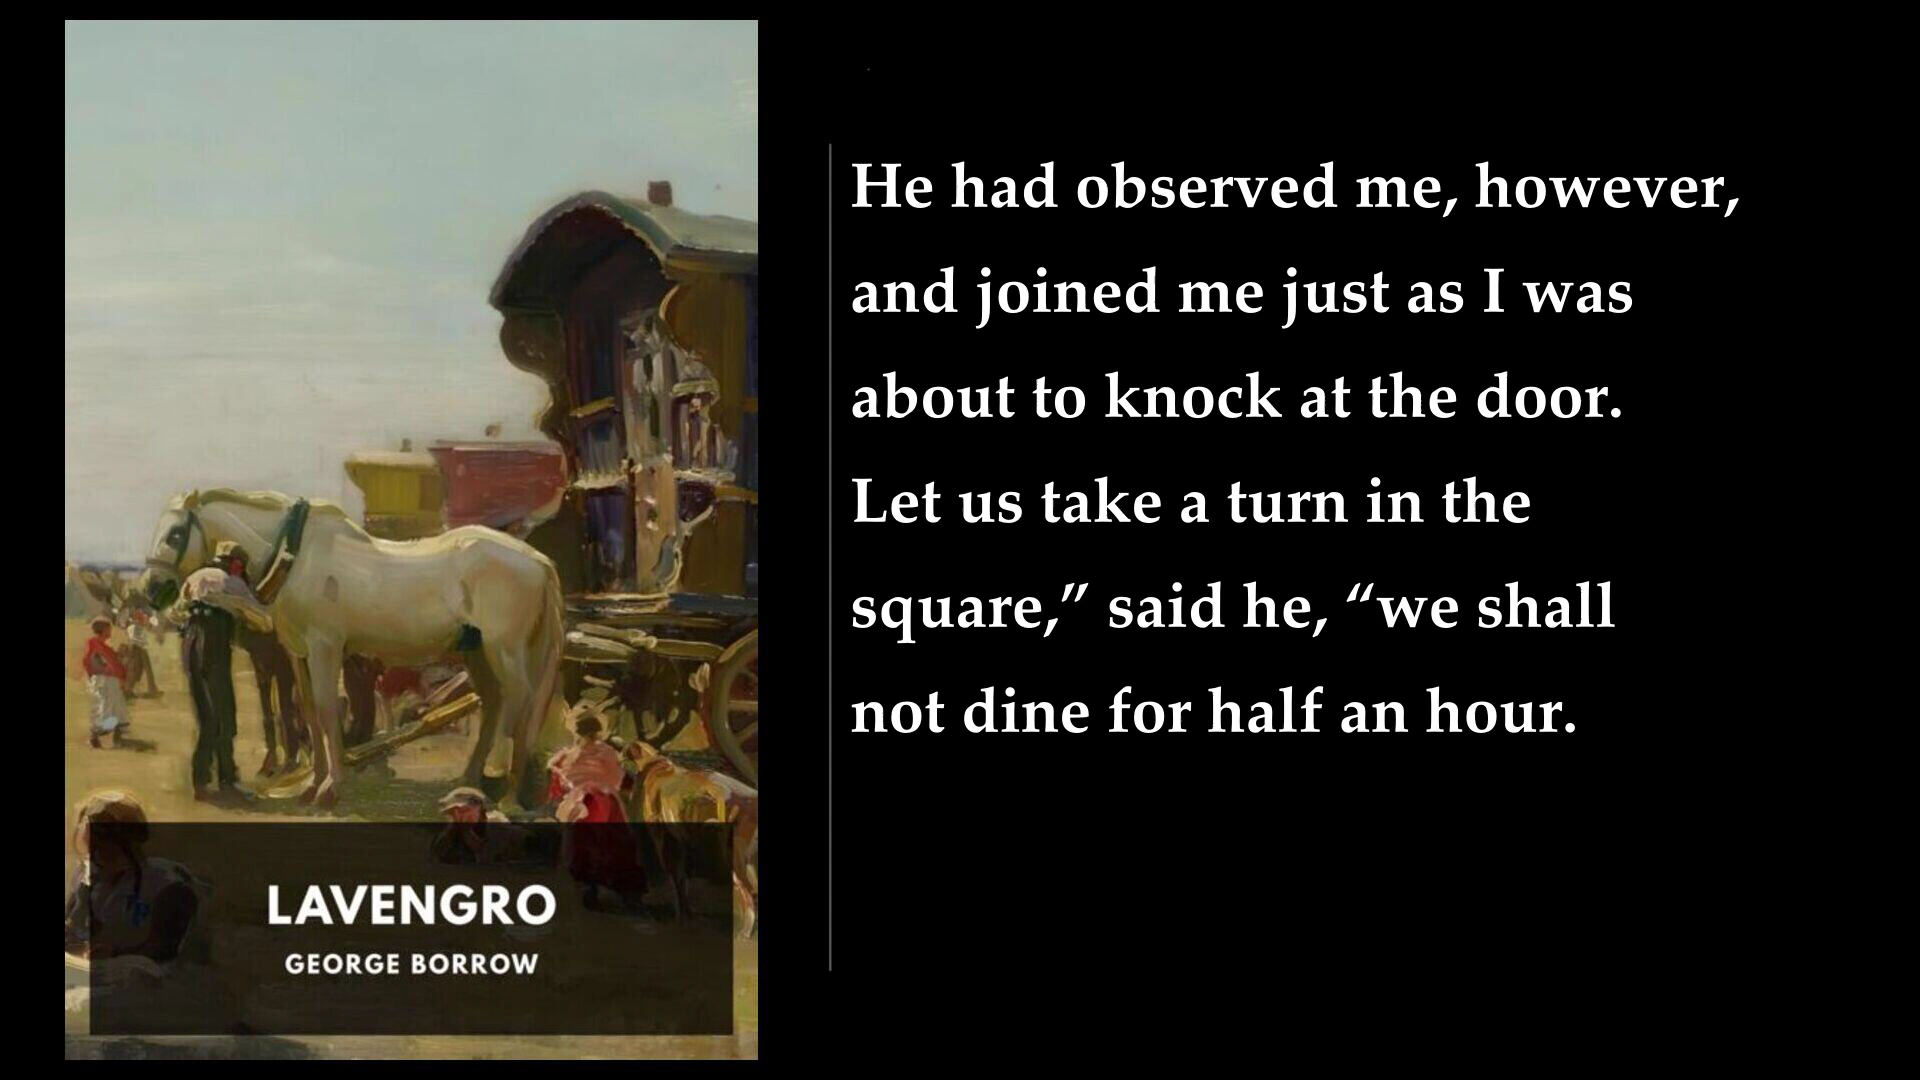 LAVENGRO
GEORGE BORROW
He had observed me, however,
and joined me just as I was
about to knock at the door.
Let us take a turn in the
square,” said he, “we shall
not dine for half an hour.